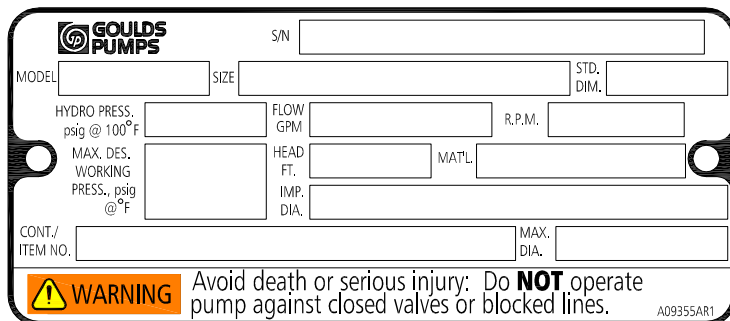 GP GOULDS
PUMPS
S/N
MODEL
SIZE
STD.
DIM.
HYDRO PRESS.
psig @ 100°F
FLOW
GPM
R.P.M.
MAX. DES.
WORKING
PRESS., psig
@°F
HEAD
FT.
MAT'L.
IMP.
DIA.
CONT./
ITEM NO.
MAX.
DIA.
WARNING
Avoid death or serious injury: Do NOT operate
pump against closed valves or blocked lines.
A09355AR1